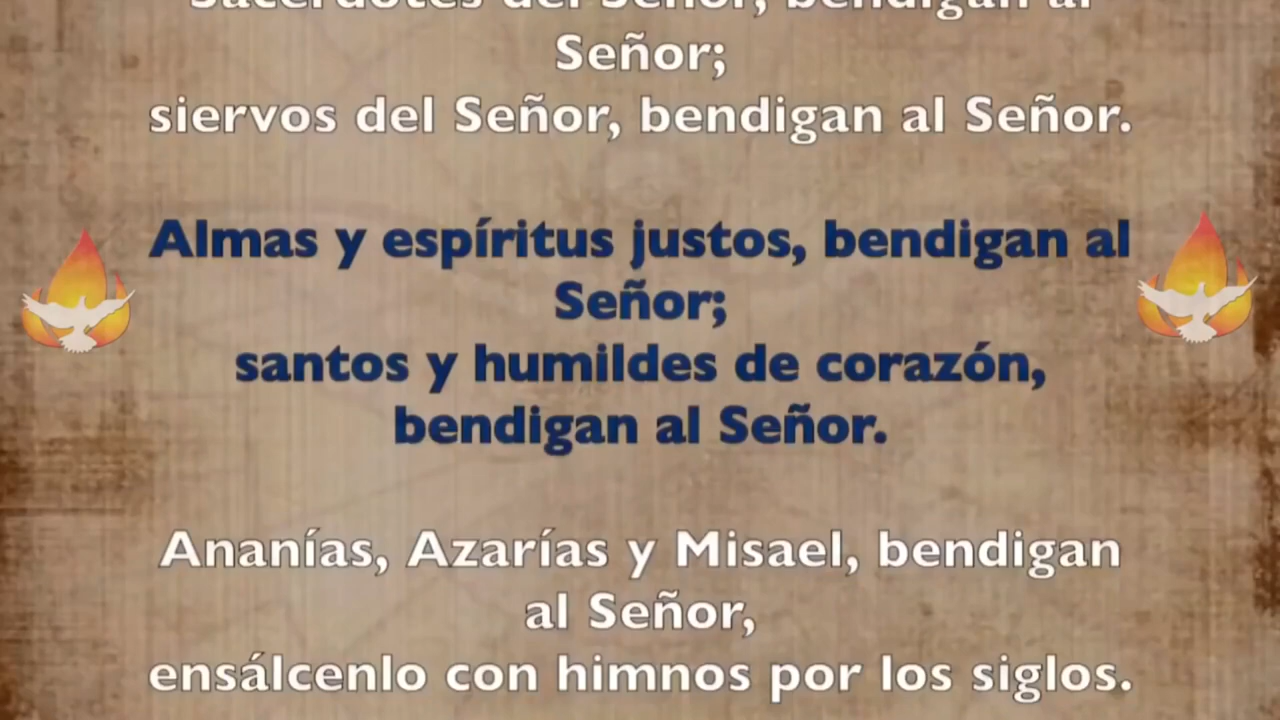 Sacerdotes del Señor, bendigan al
Señor;
siervos del Señor, bendigan al Señor.
Almas y espíritus justos, bendigan al
Señor;
santos y humildes de corazón,
bendigan al Señor.
Ananías, Azarías y Misael, bendigan
al Señor,
ensálcenlo con himnos por los siglos.